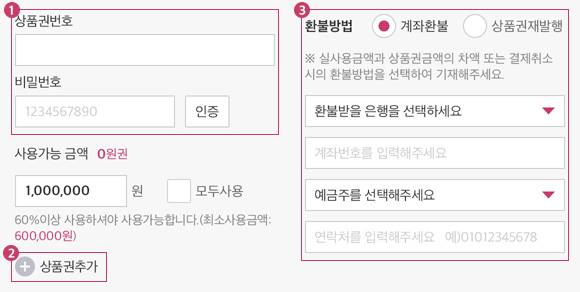 1
상품권번호
비밀번호
1234567890 인증
사용가능 금액 0원권
1,000,000 원 모두사용
60%이상 사용하셔야 사용가능합니다.(최소사용금액:
600,000원)
2
상품권추가
3
환불방법 계좌환불 상품권재발행
※ 실사용금액과 상품권금액의 차액 또는 결제취소
시의 환불방법을 선택하여 기재해주세요.
환불받을 은행을 선택하세요
계좌번호를 입력해주세요
예금주를 선택해주세요
연락처를 입력해주세요 예)01012345678